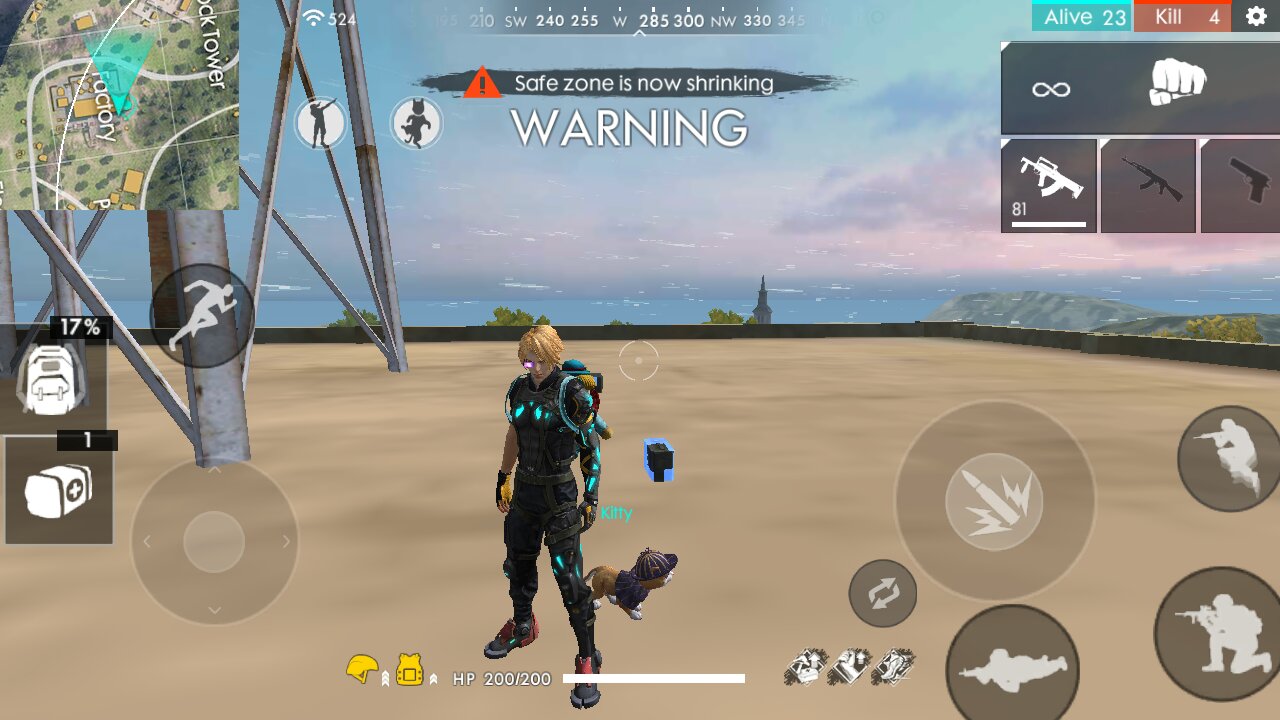 524
195 210 SW 240 255 W 285 300 NW 330 345 N
Alive 23 Kill 4
ock Tower
Factory
Safe zone is now shrinking
WARNING
81
17%
1
Kitty
HP 200/200